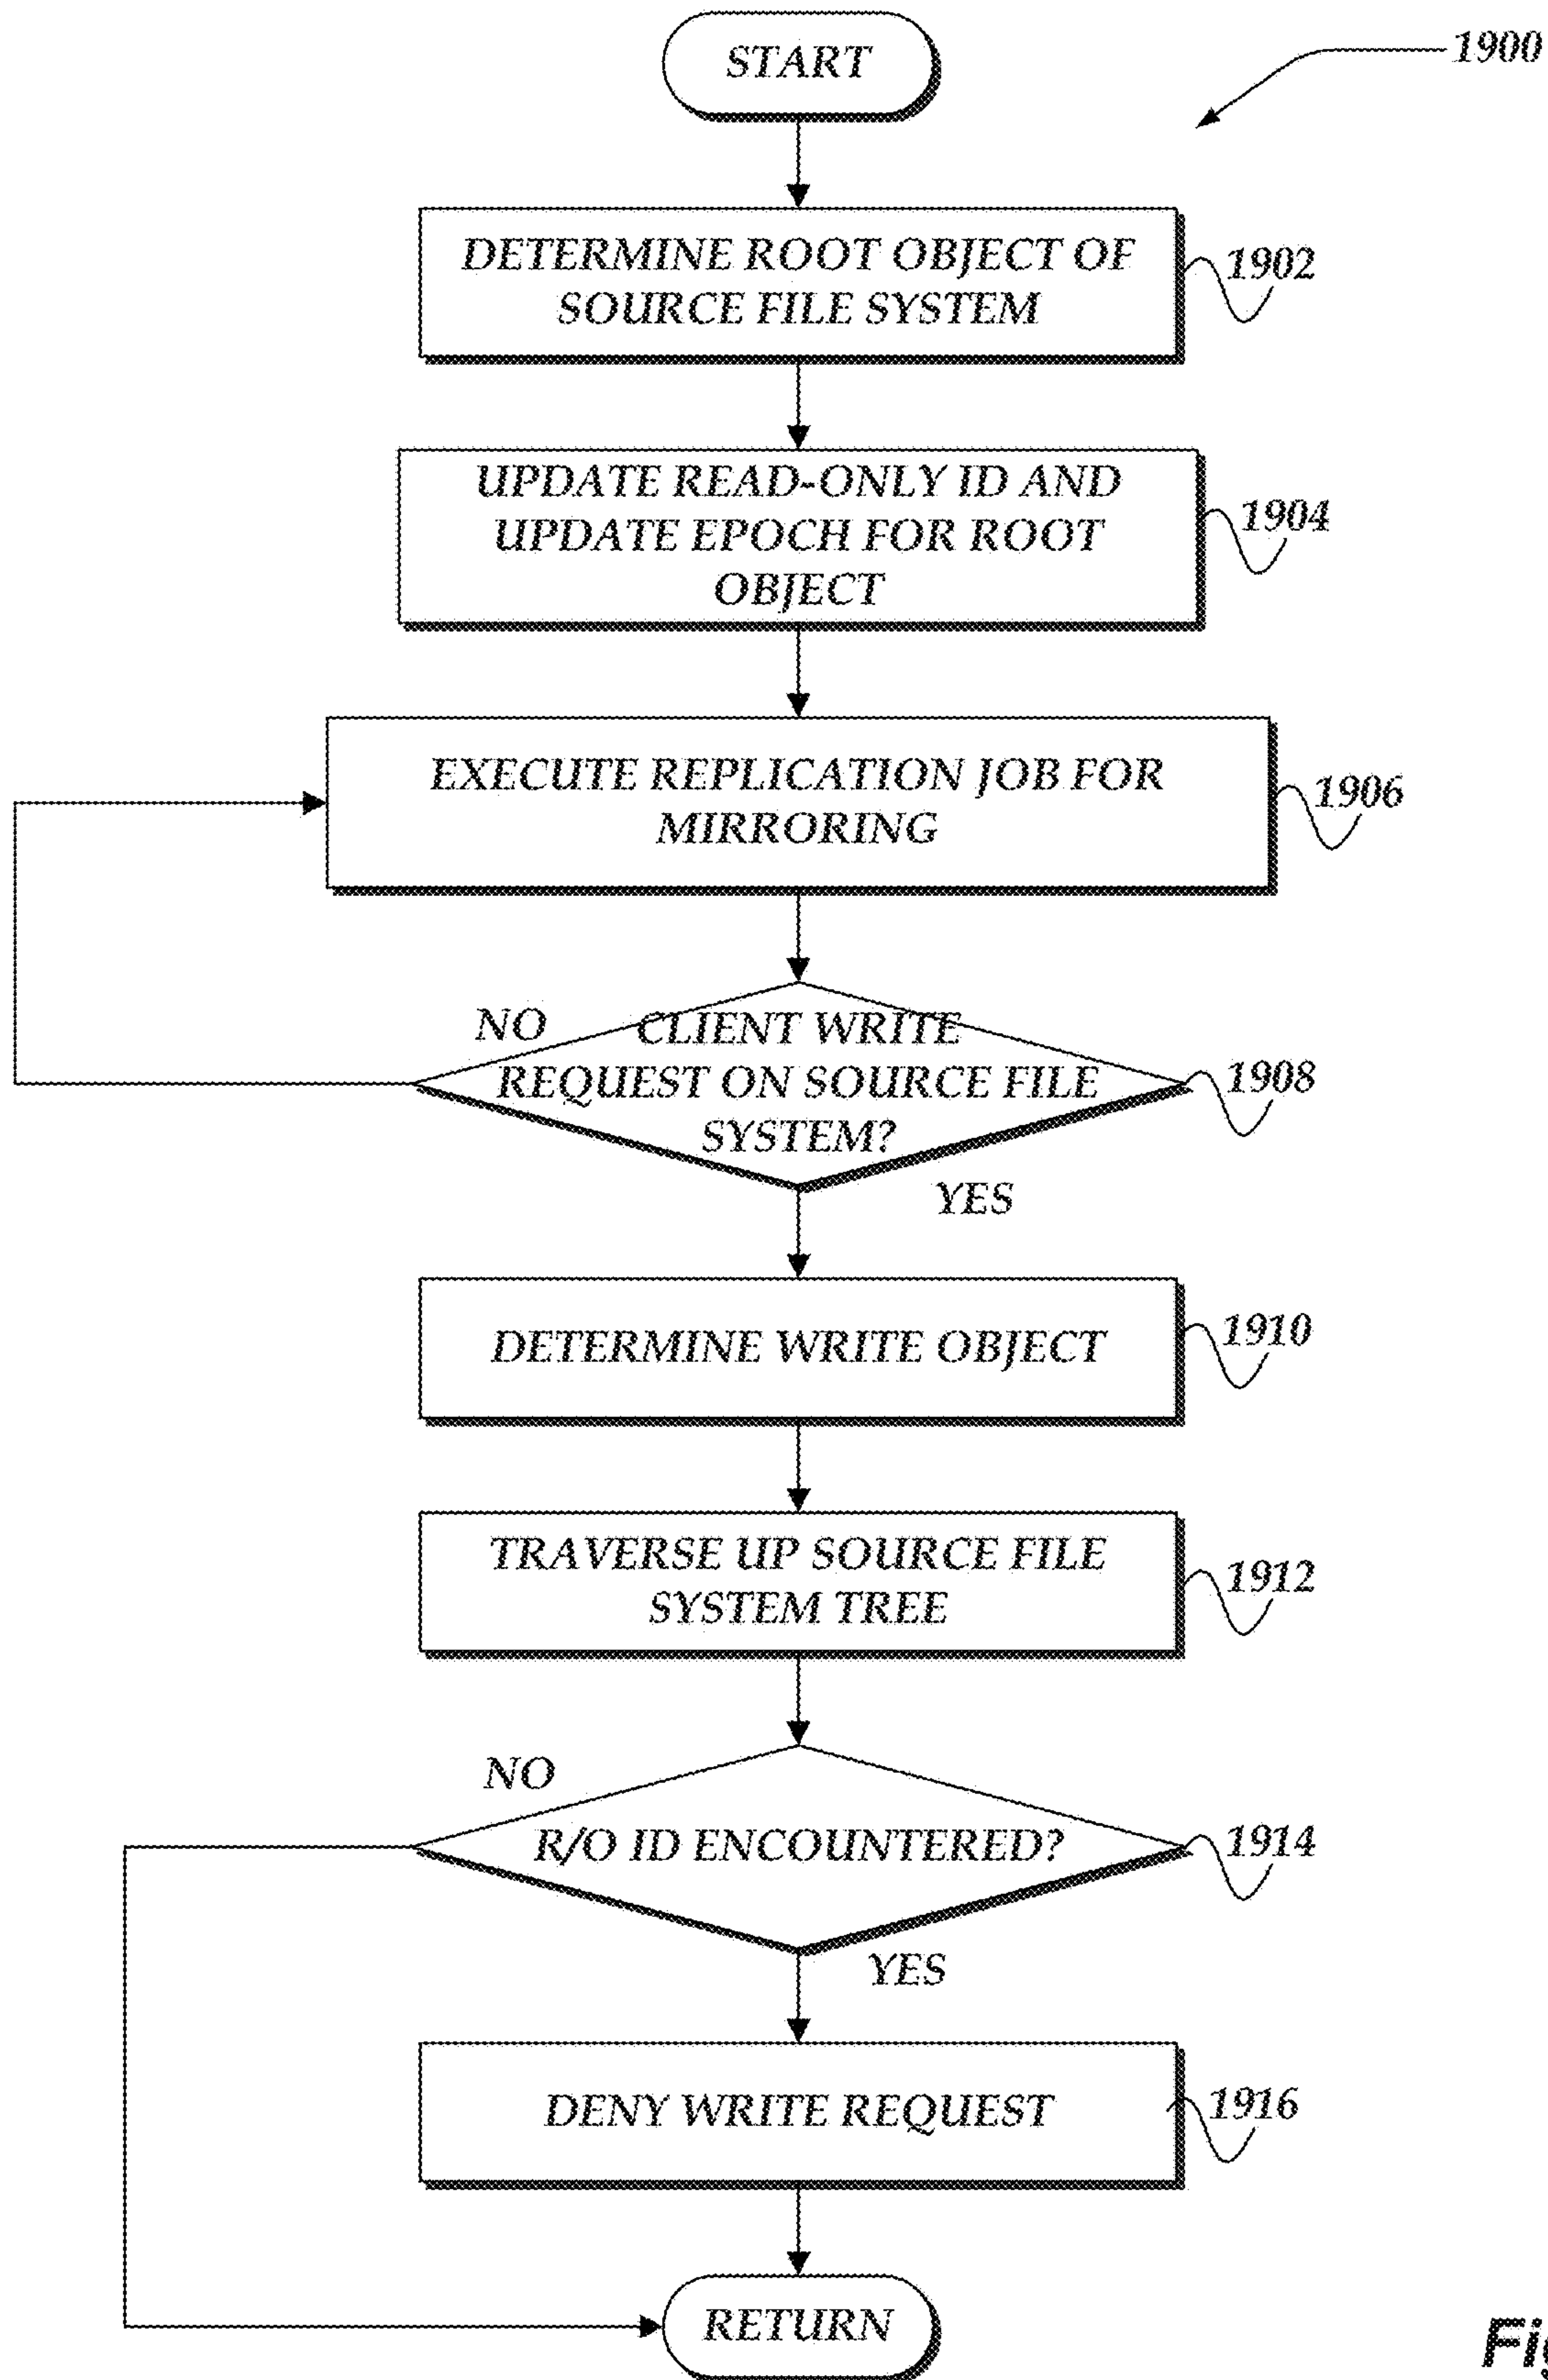 START
1900
DETERMINE ROOT OBJECT OF
SOURCE FILE SYSTEM
1902
UPDATE READ-ONLY ID AND
UPDATE EPOCH FOR ROOT
OBJECT
1904
EXECUTE REPLICATION JOB FOR
MIRRORING
1906
NO
CLIENT WRITE
REQUEST ON SOURCE FILE
SYSTEM?
1908
YES
DETERMINE WRITE OBJECT
1910
TRAVERSE UP SOURCE FILE
SYSTEM TREE
1912
NO
R/O ID ENCOUNTERED?
1914
YES
DENY WRITE REQUEST
1916
RETURN